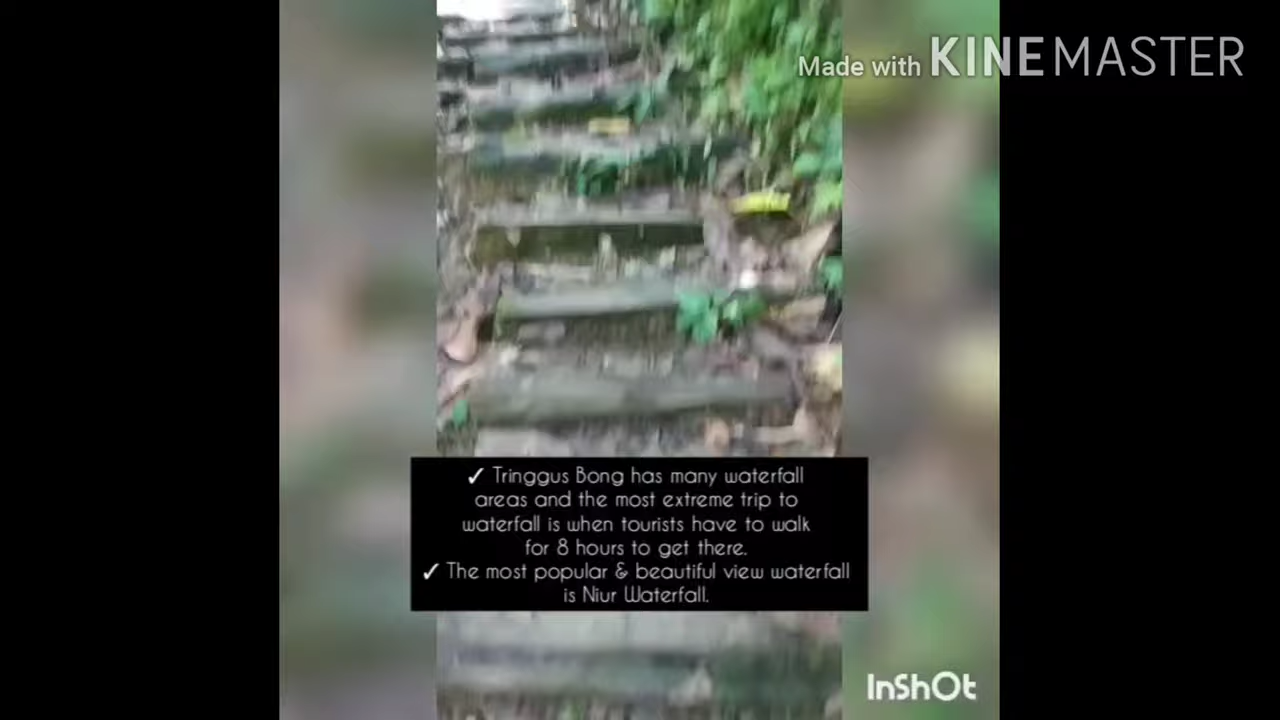 Made with KINEMASTER
✓ Tringgus Bong has many waterfall
areas and the most extreme trip to
waterfall is when tourists have to walk
for 8 hours to get there.
✓ The most popular & beautiful view waterfall
is Niur Waterfall.
InShOt